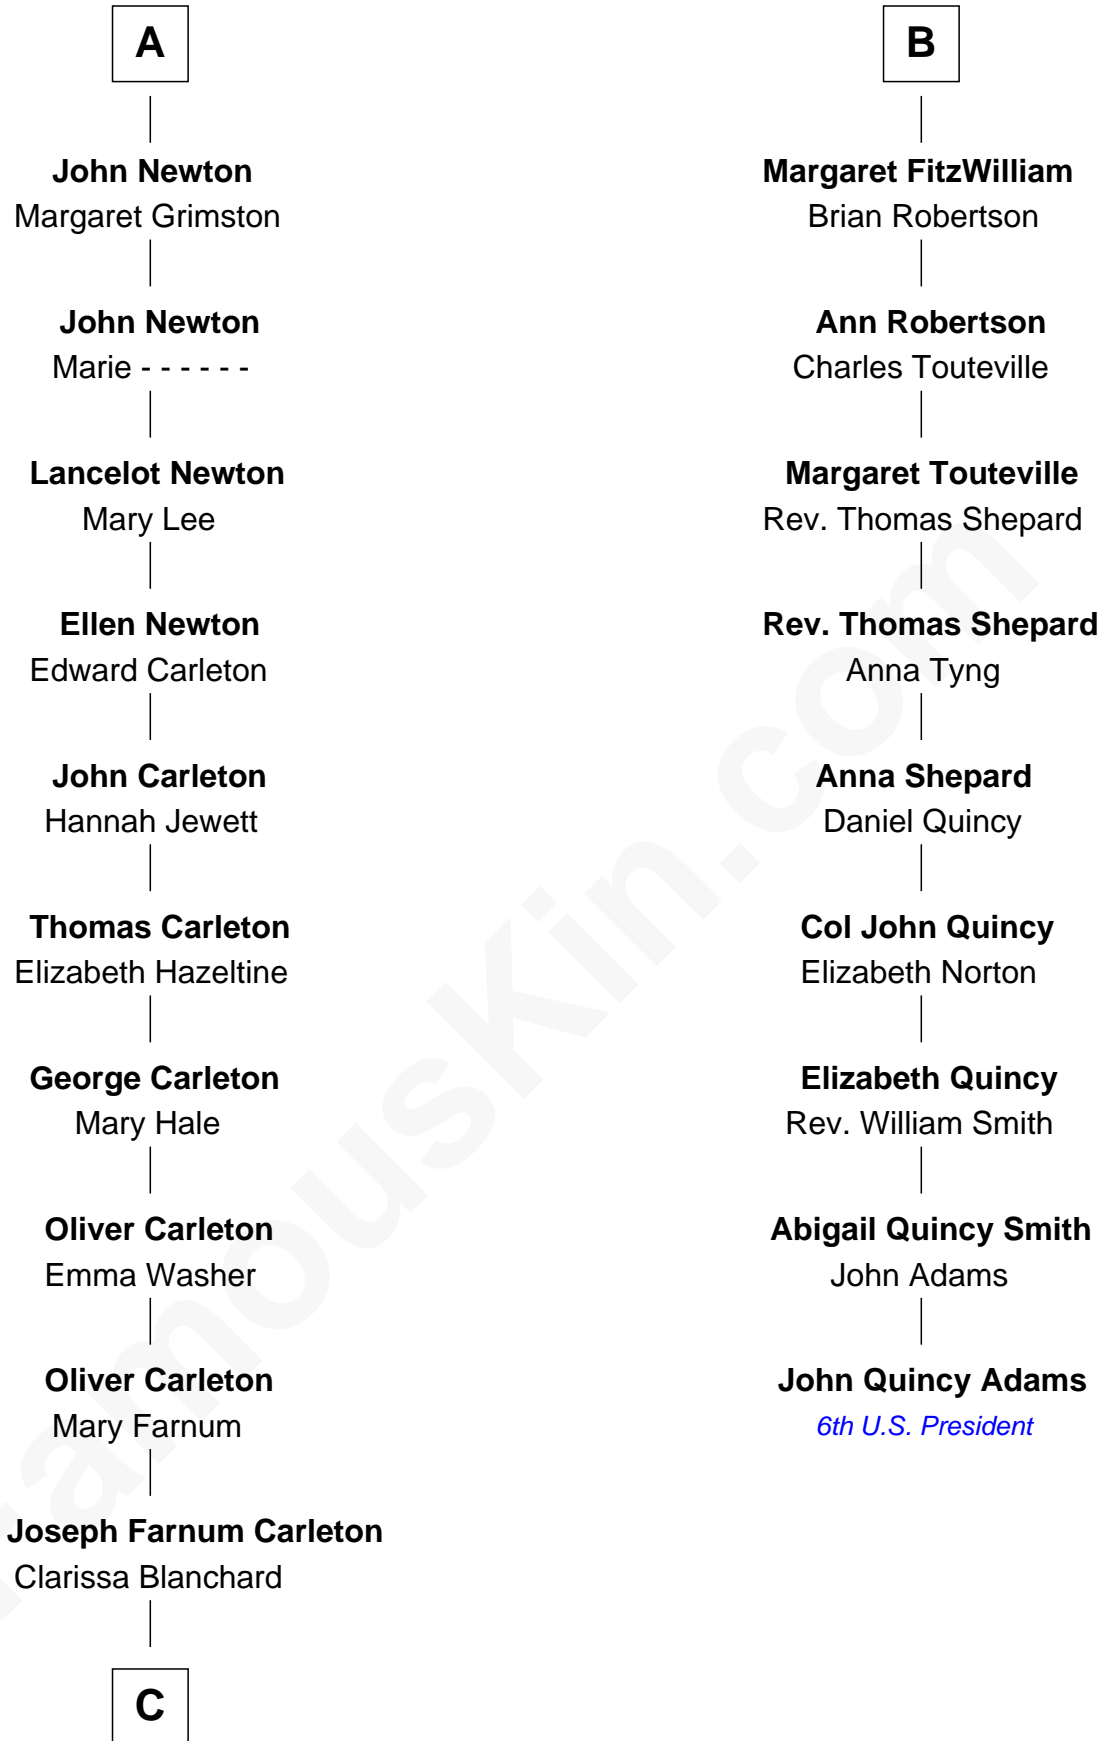 A
John Newton
Margaret Grimston
John Newton
Marie - - - - - -
Lancelot Newton
Mary Lee
Ellen Newton
Edward Carleton
John Carleton
Hannah Jewett
Thomas Carleton
Elizabeth Hazeltine
George Carleton
Mary Hale
Oliver Carleton
Emma Washer
Oliver Carleton
Mary Farnum
Joseph Farnum Carleton
Clarissa Blanchard
C
B
Margaret FitzWilliam
Brian Robertson
Ann Robertson
Charles Touteville
Margaret Touteville
Rev. Thomas Shepard
Rev. Thomas Shepard
Anna Tyng
Anna Shepard
Daniel Quincy
Col John Quincy
Elizabeth Norton
Elizabeth Quincy
Rev. William Smith
Abigail Quincy Smith
John Adams
John Quincy Adams
6th U.S. President
FamousKin.com